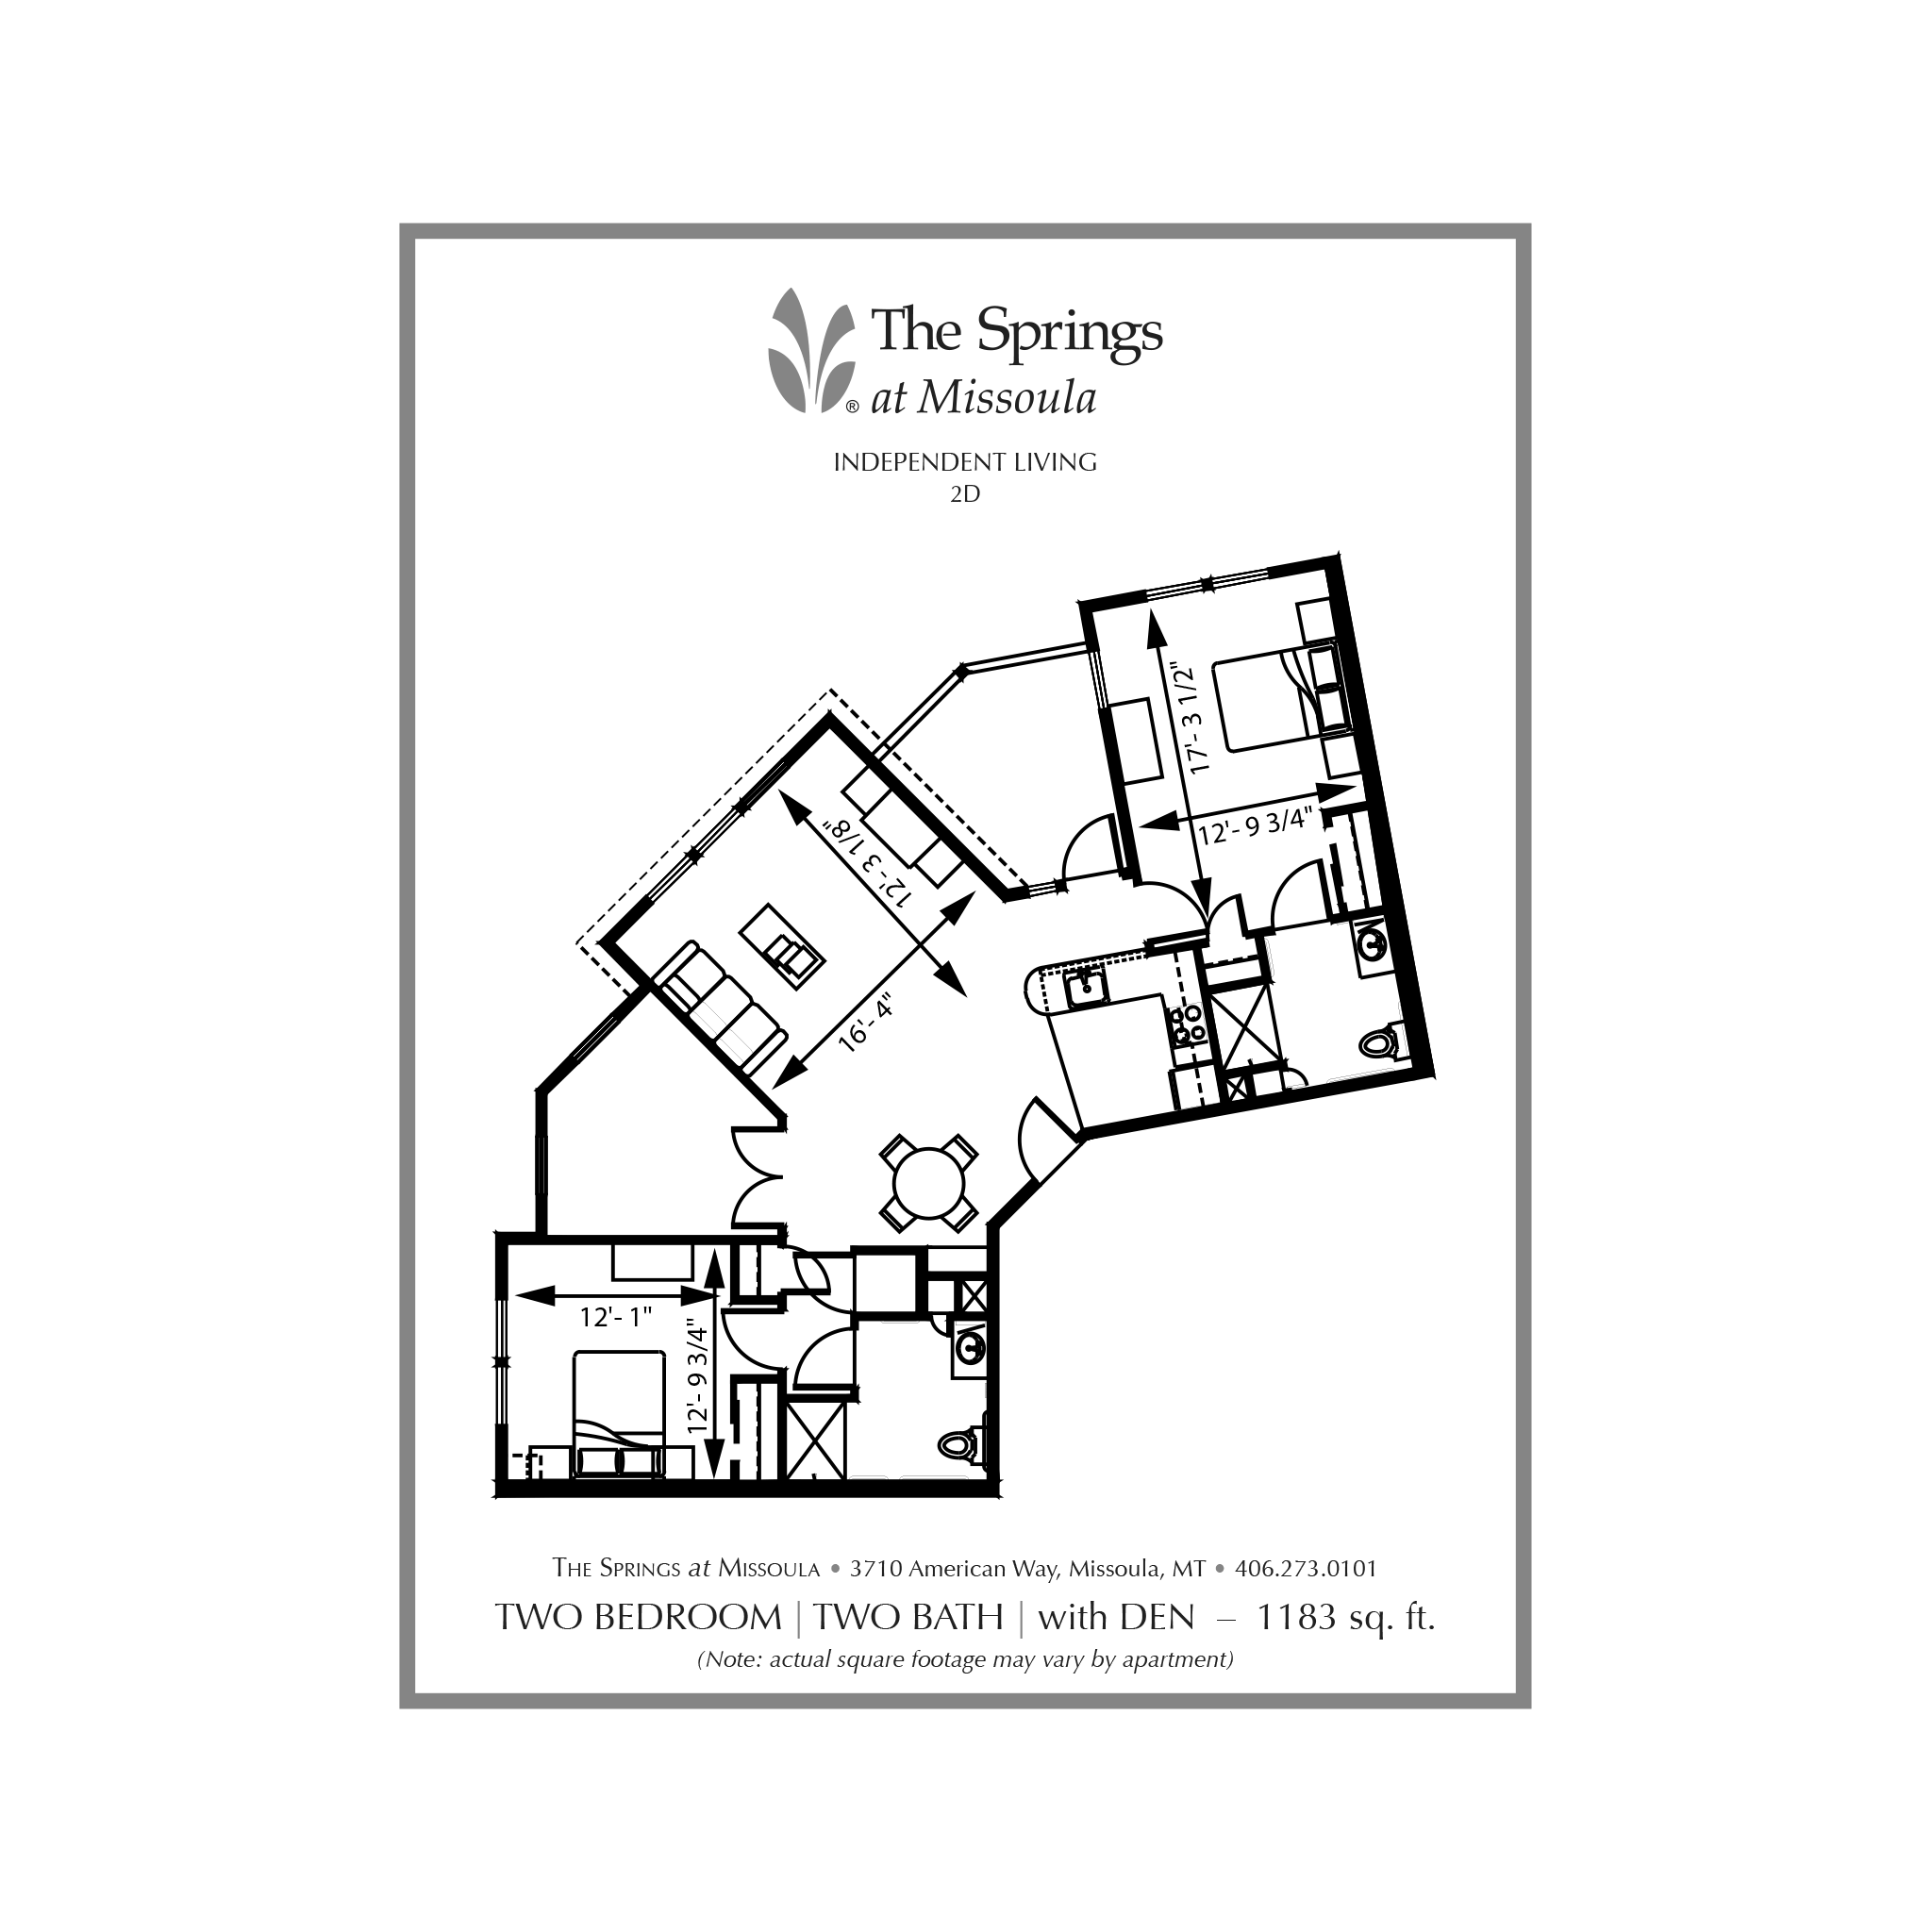 The Springs
® at Missoula
INDEPENDENT LIVING
2D
17'- 3 1/2"
12'- 9 3/4"
12'- 3 1/8"
16'- 4"
12'- 1"
12'- 9 3/4"
THE SPRINGS at MISSOULA • 3710 American Way, Missoula, MT • 406.273.0101
TWO BEDROOM | TWO BATH | with DEN – 1183 sq. ft.
(Note: actual square footage may vary by apartment)